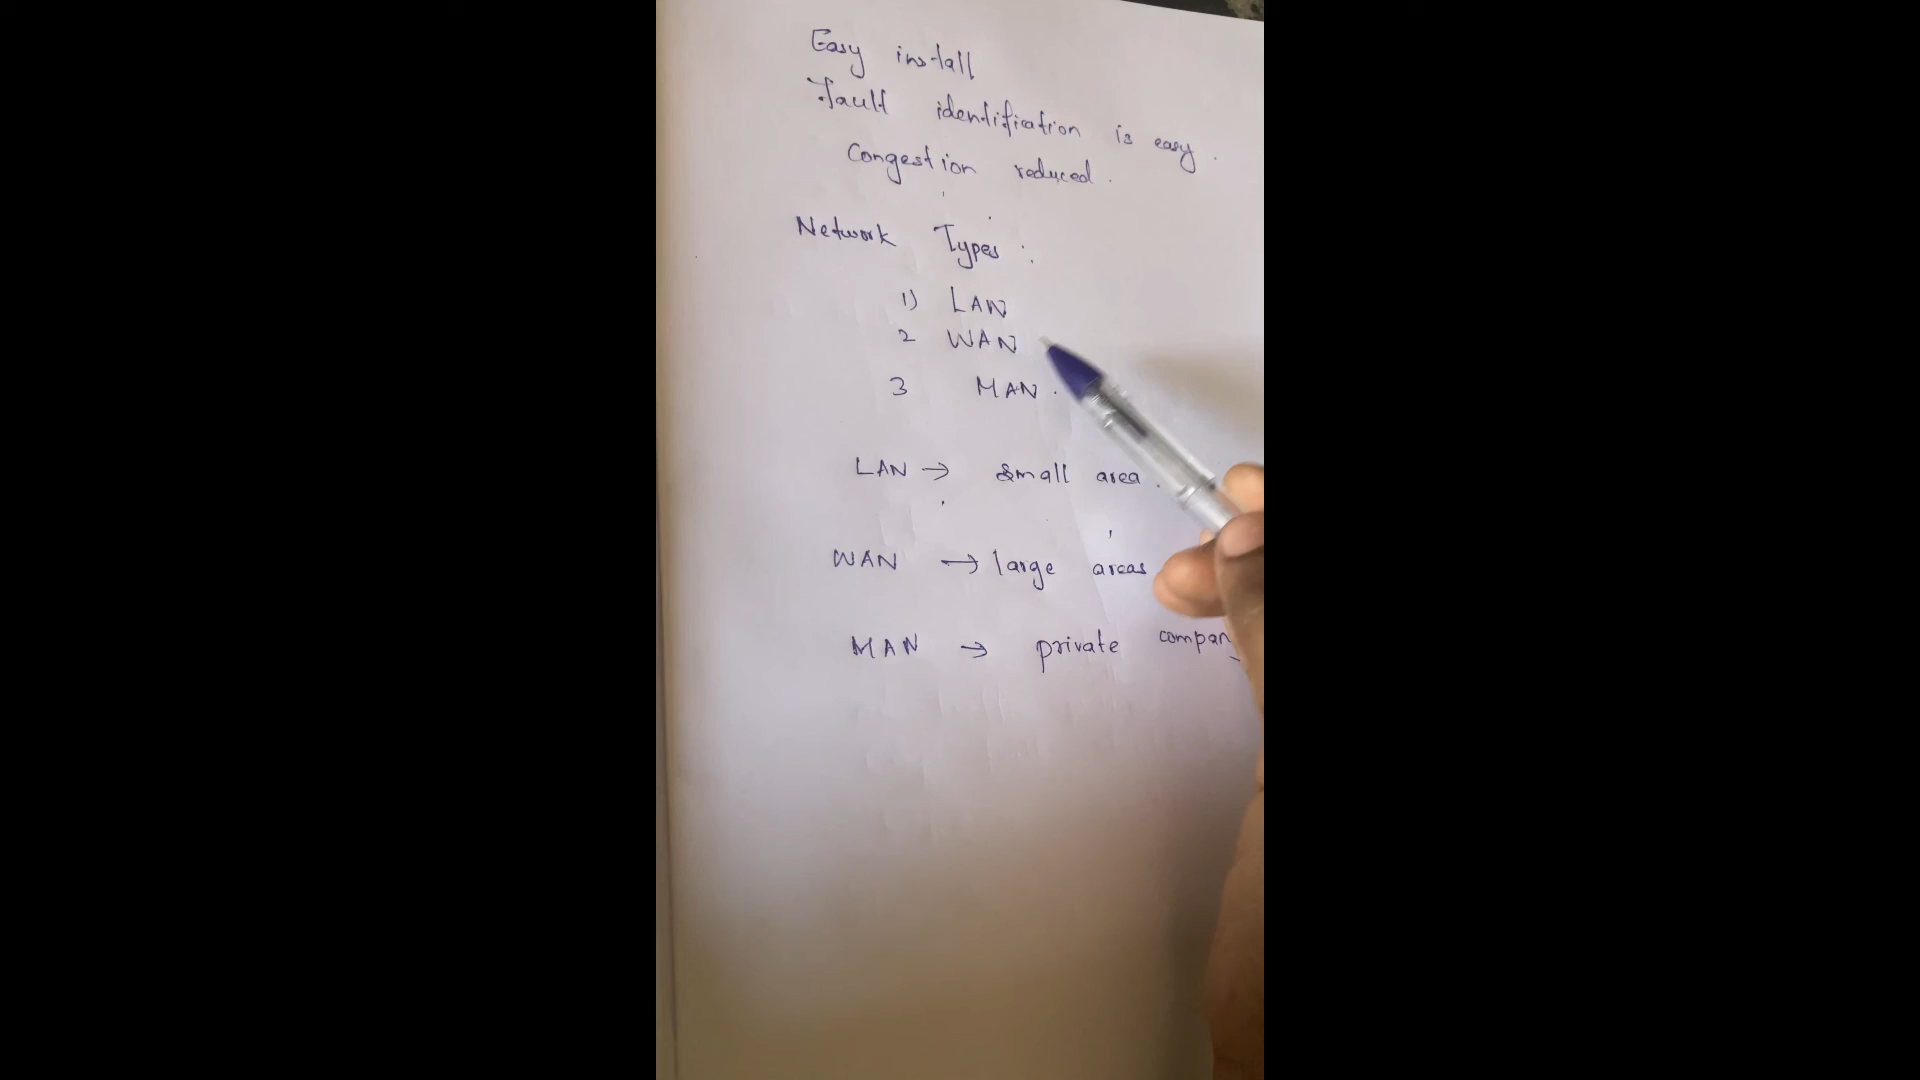 Easy install
Fault identification is easy.
Congestion reduced.
Network Types :
1) LAN
2 WAN
3 MAN.
LAN → small area.
WAN → large areas
MAN → private compan